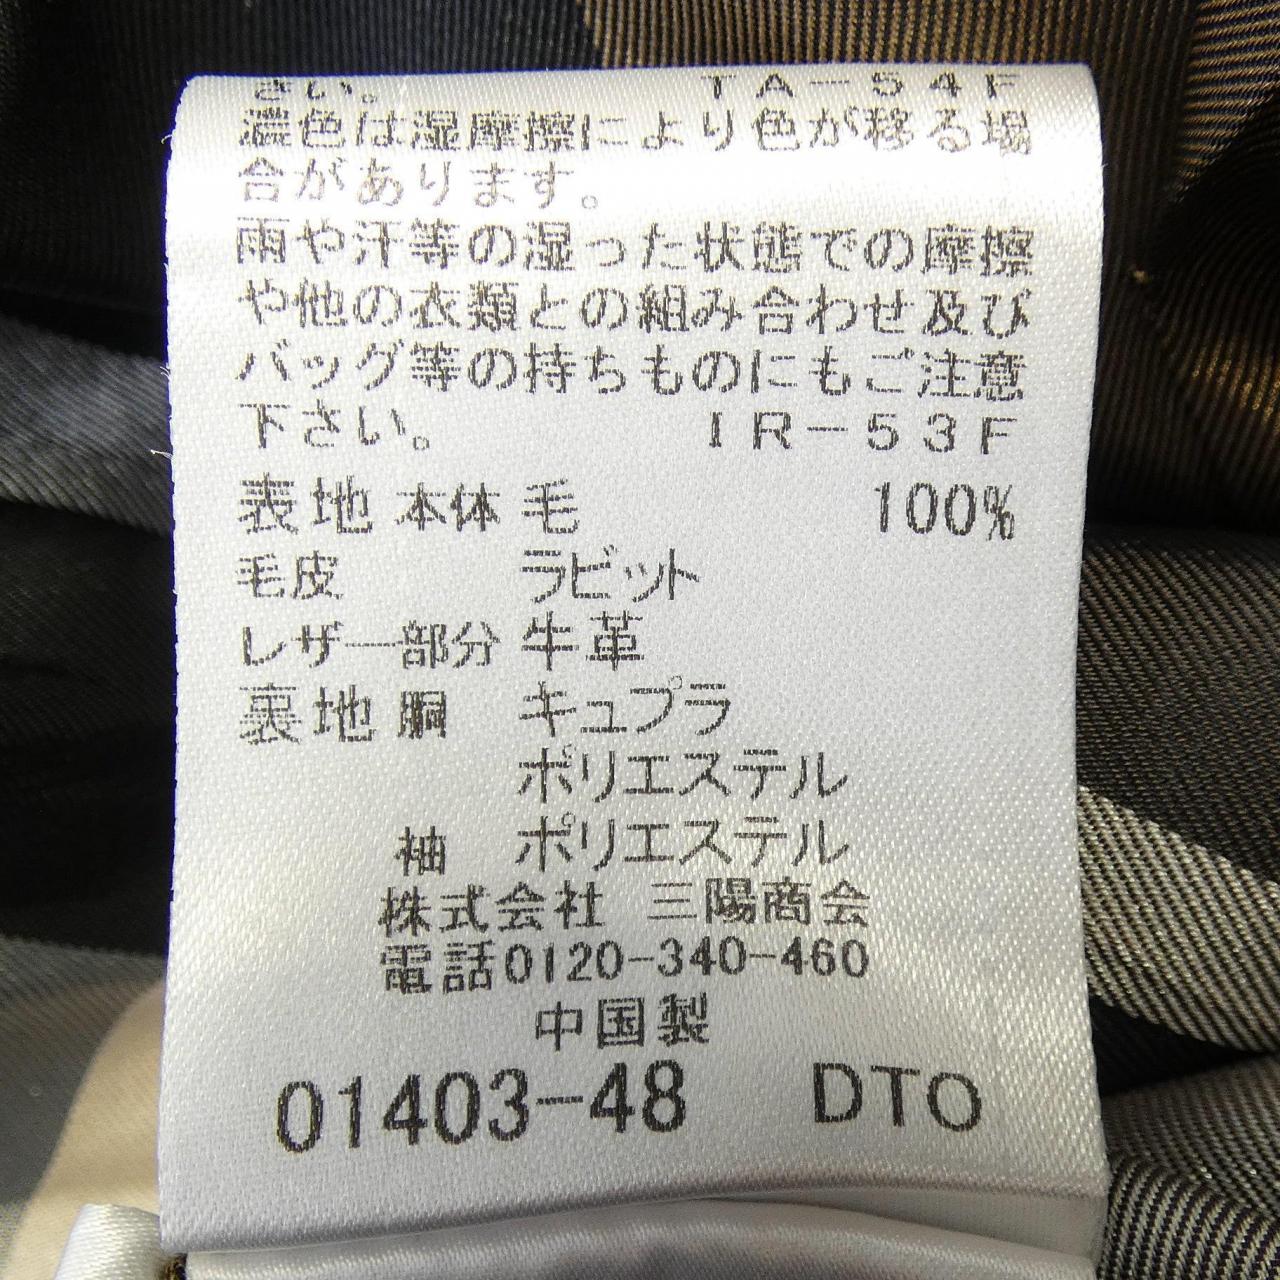 さい。 TA-54F
濃色は湿摩擦により色が移る場
合があります。
雨や汗等の湿った状態での摩擦
や他の衣類との組み合わせ及び
バッグ等の持ちものにもご注意
下さい。 IR-53F
表地 本体 毛 100%
毛皮 ラビット
レザー部分 牛革
裏地 胴 キュプラ
ポリエステル
袖 ポリエステル
株式会社 三陽商会
電話0120-340-460
中国製
01403-48 DTO